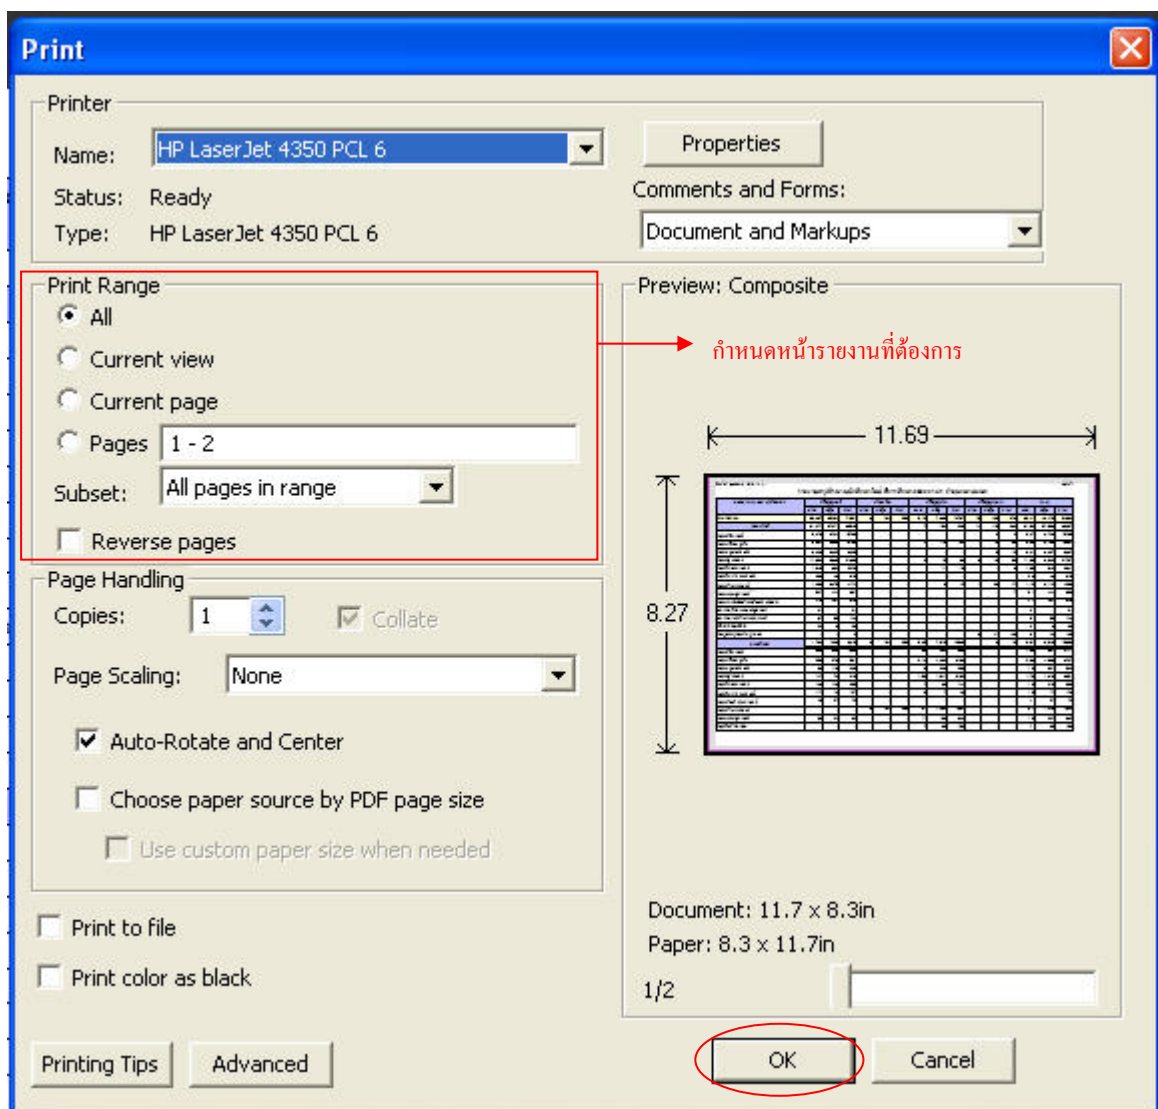 Print
Printer
Name: HP LaserJet 4350 PCL 6
Properties
Status: Ready
Comments and Forms:
Type: HP LaserJet 4350 PCL 6
Document and Markups
Print Range
All
Current view
Current page
Pages 1 - 2
Subset: All pages in range
Reverse pages
Preview: Composite
กำหนดหน้ารายงานที่ต้องการ
11.69
8.27
Page Handling
Copies: 1
Collate
Page Scaling: None
Auto-Rotate and Center
Choose paper source by PDF page size
Use custom paper size when needed
Print to file
Print color as black
Document: 11.7 x 8.3in
Paper: 8.3 x 11.7in
1/2
Printing Tips
Advanced
OK
Cancel